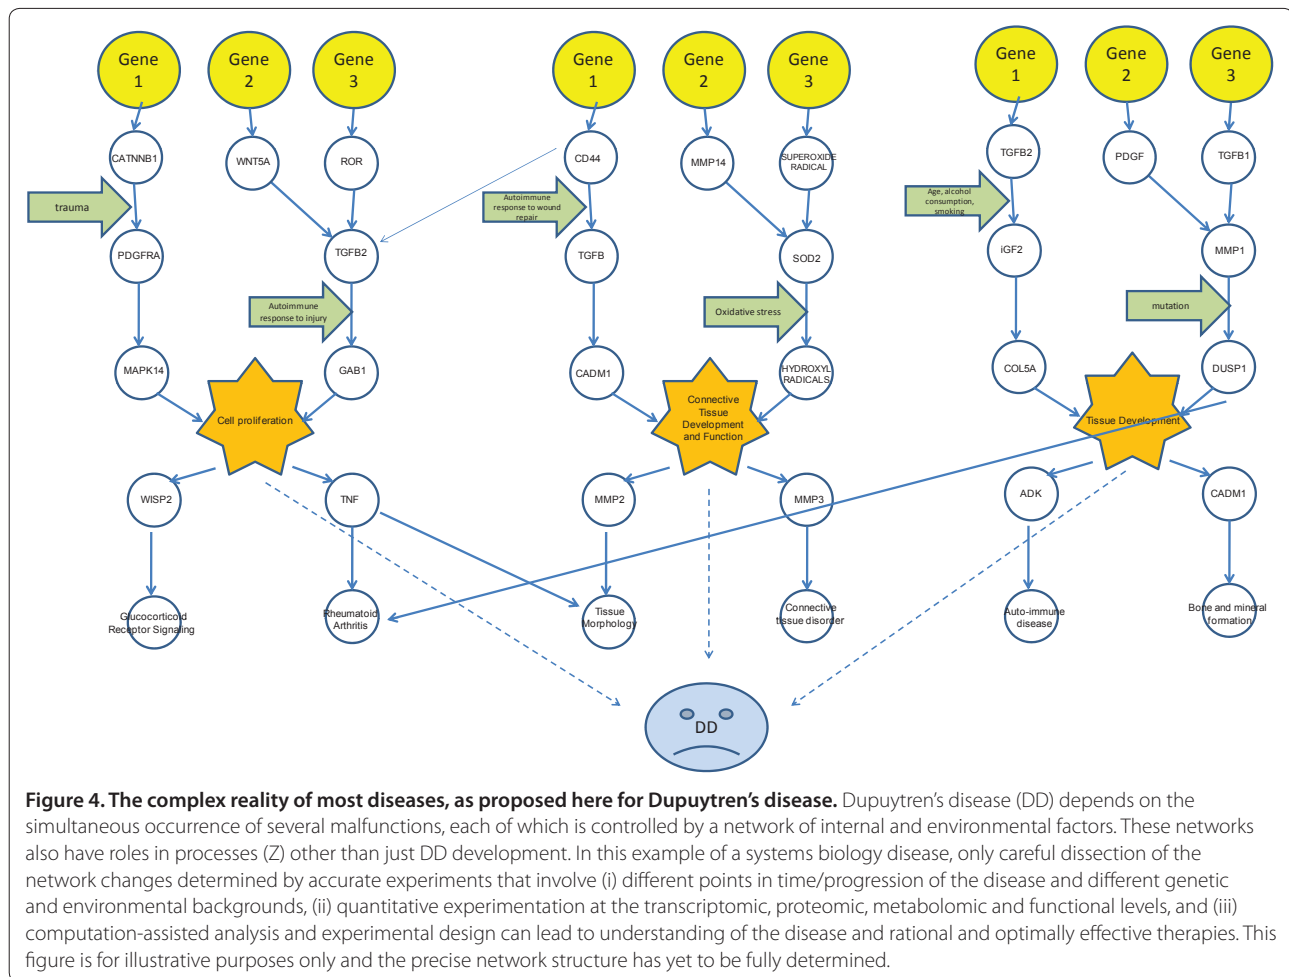 Gene
1
Gene
2
Gene
3
Gene
1
Gene
2
Gene
3
Gene
1
Gene
2
Gene
3
CATNNB1
WNT5A
ROR
CD44
MMP14
SUPEROXIDE
RADICAL
TGFB2
PDGF
TGFB1
trauma
Autoimmune
response to wound
repair
Age, alcohol
consumption,
smoking
PDGFRA
TGFB2
TGFB
SOD2
iGF2
MMP1
Autoimmune
response to injury
Oxidative stress
mutation
MAPK14
GAB1
CADM1
HYDROXYL
RADICALS
COL5A
DUSP1
Cell proliferation
Connective
Tissue
Development
and Function
Tissue Development
WISP2
TNF
MMP2
MMP3
ADK
CADM1
Glucocorticoid
Receptor Signaling
Rheumatoid
Arthritis
Tissue
Morphology
Connective
tissue disorder
Auto-immune
disease
Bone and mineral
formation
DD
Figure 4. The complex reality of most diseases, as proposed here for Dupuytren's disease. Dupuytren's disease (DD) depends on the
simultaneous occurrence of several malfunctions, each of which is controlled by a network of internal and environmental factors. These networks
also have roles in processes (Z) other than just DD development. In this example of a systems biology disease, only careful dissection of the
network changes determined by accurate experiments that involve (i) different points in time/progression of the disease and different genetic
and environmental backgrounds, (ii) quantitative experimentation at the transcriptomic, proteomic, metabolomic and functional levels, and (iii)
computation-assisted analysis and experimental design can lead to understanding of the disease and rational and optimally effective therapies. This
figure is for illustrative purposes only and the precise network structure has yet to be fully determined.